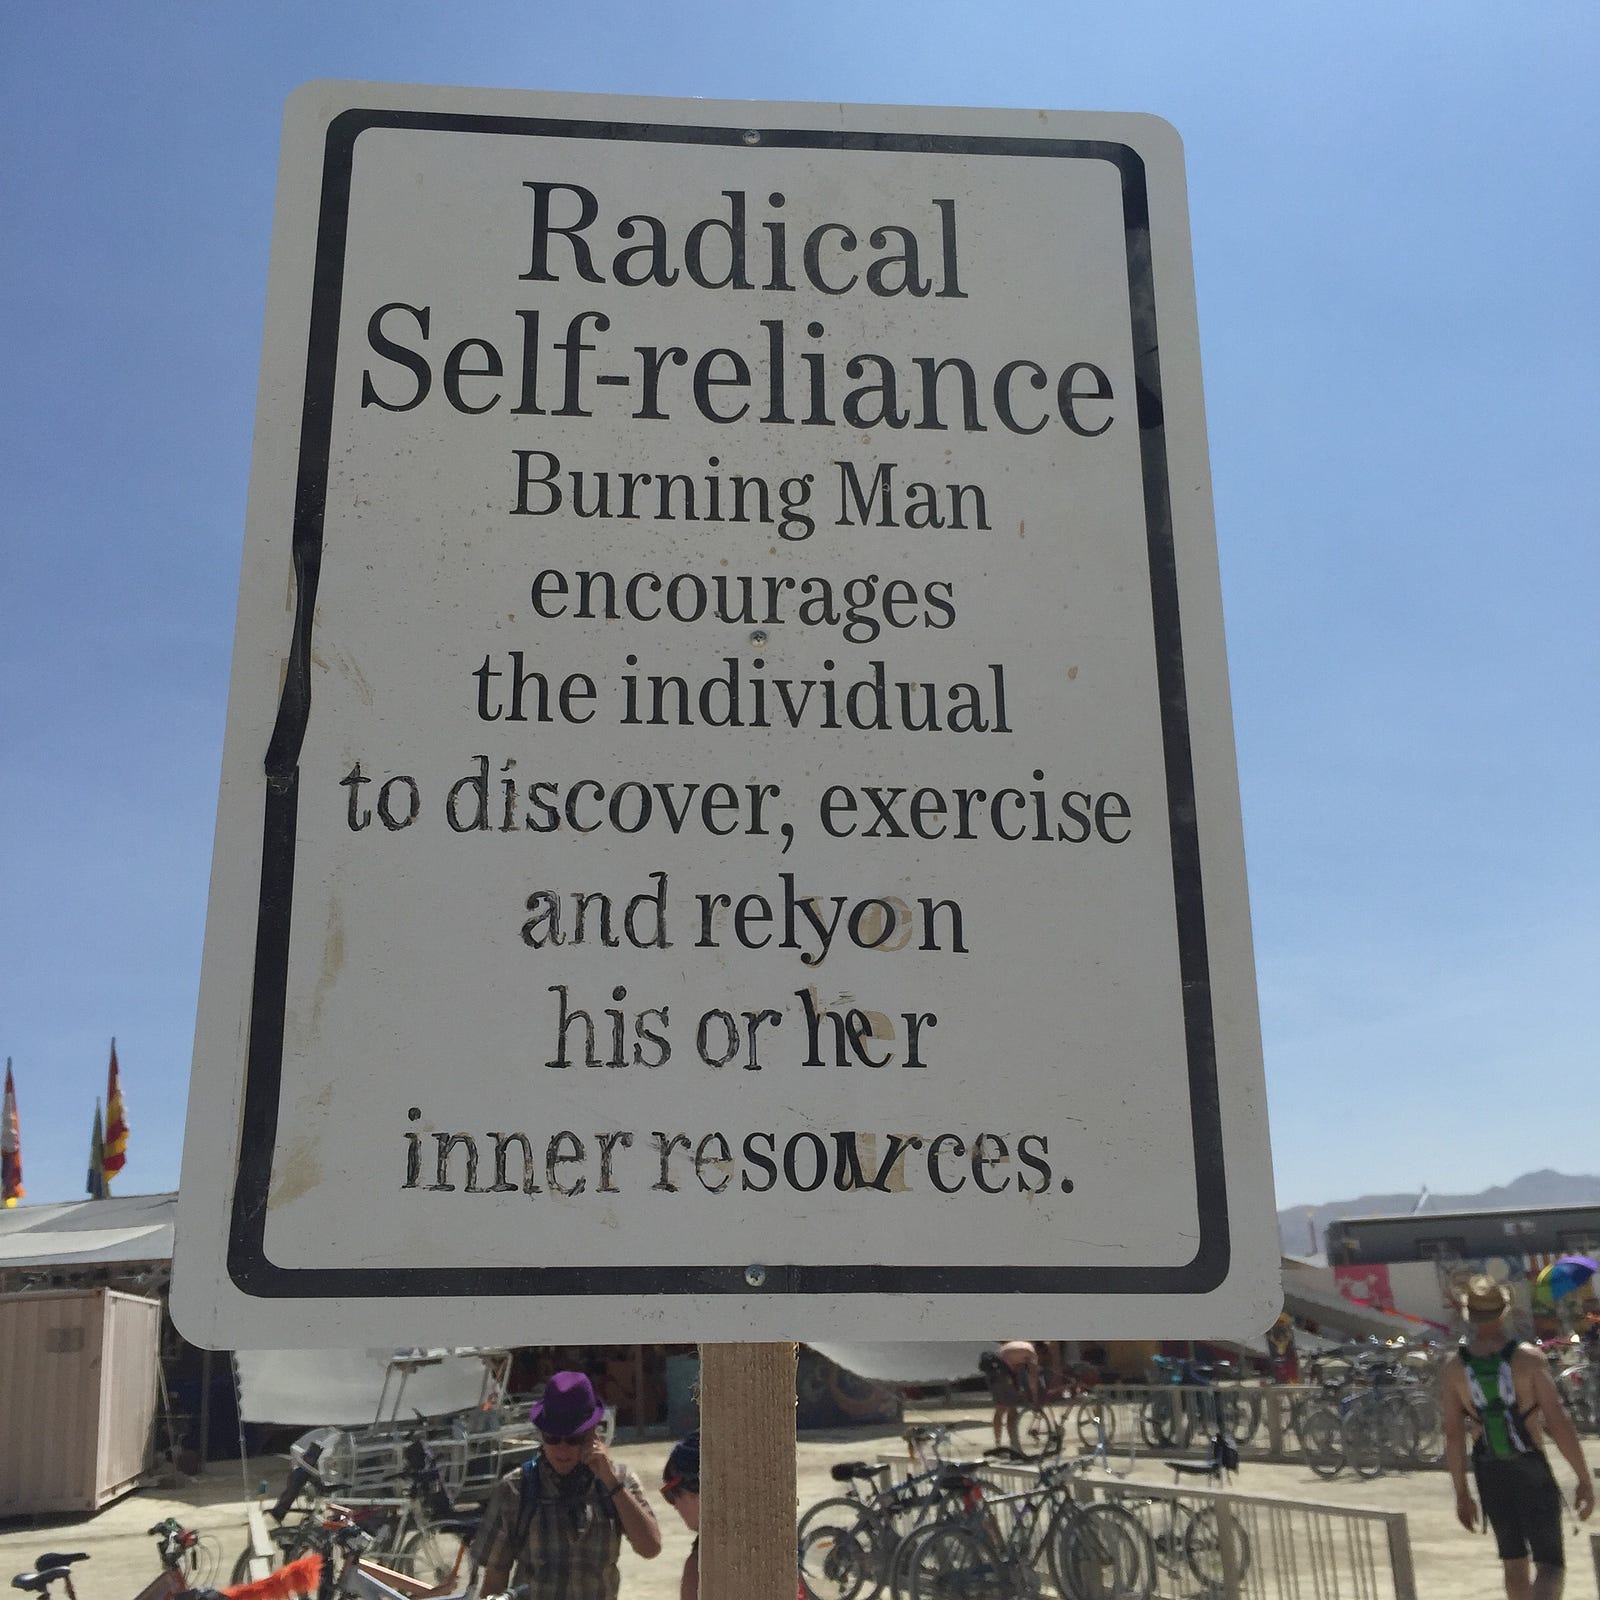 Radical
Self-reliance
Burning Man
encourages
the individual
to discover, exercise
and rely on
his or her
inner resources.